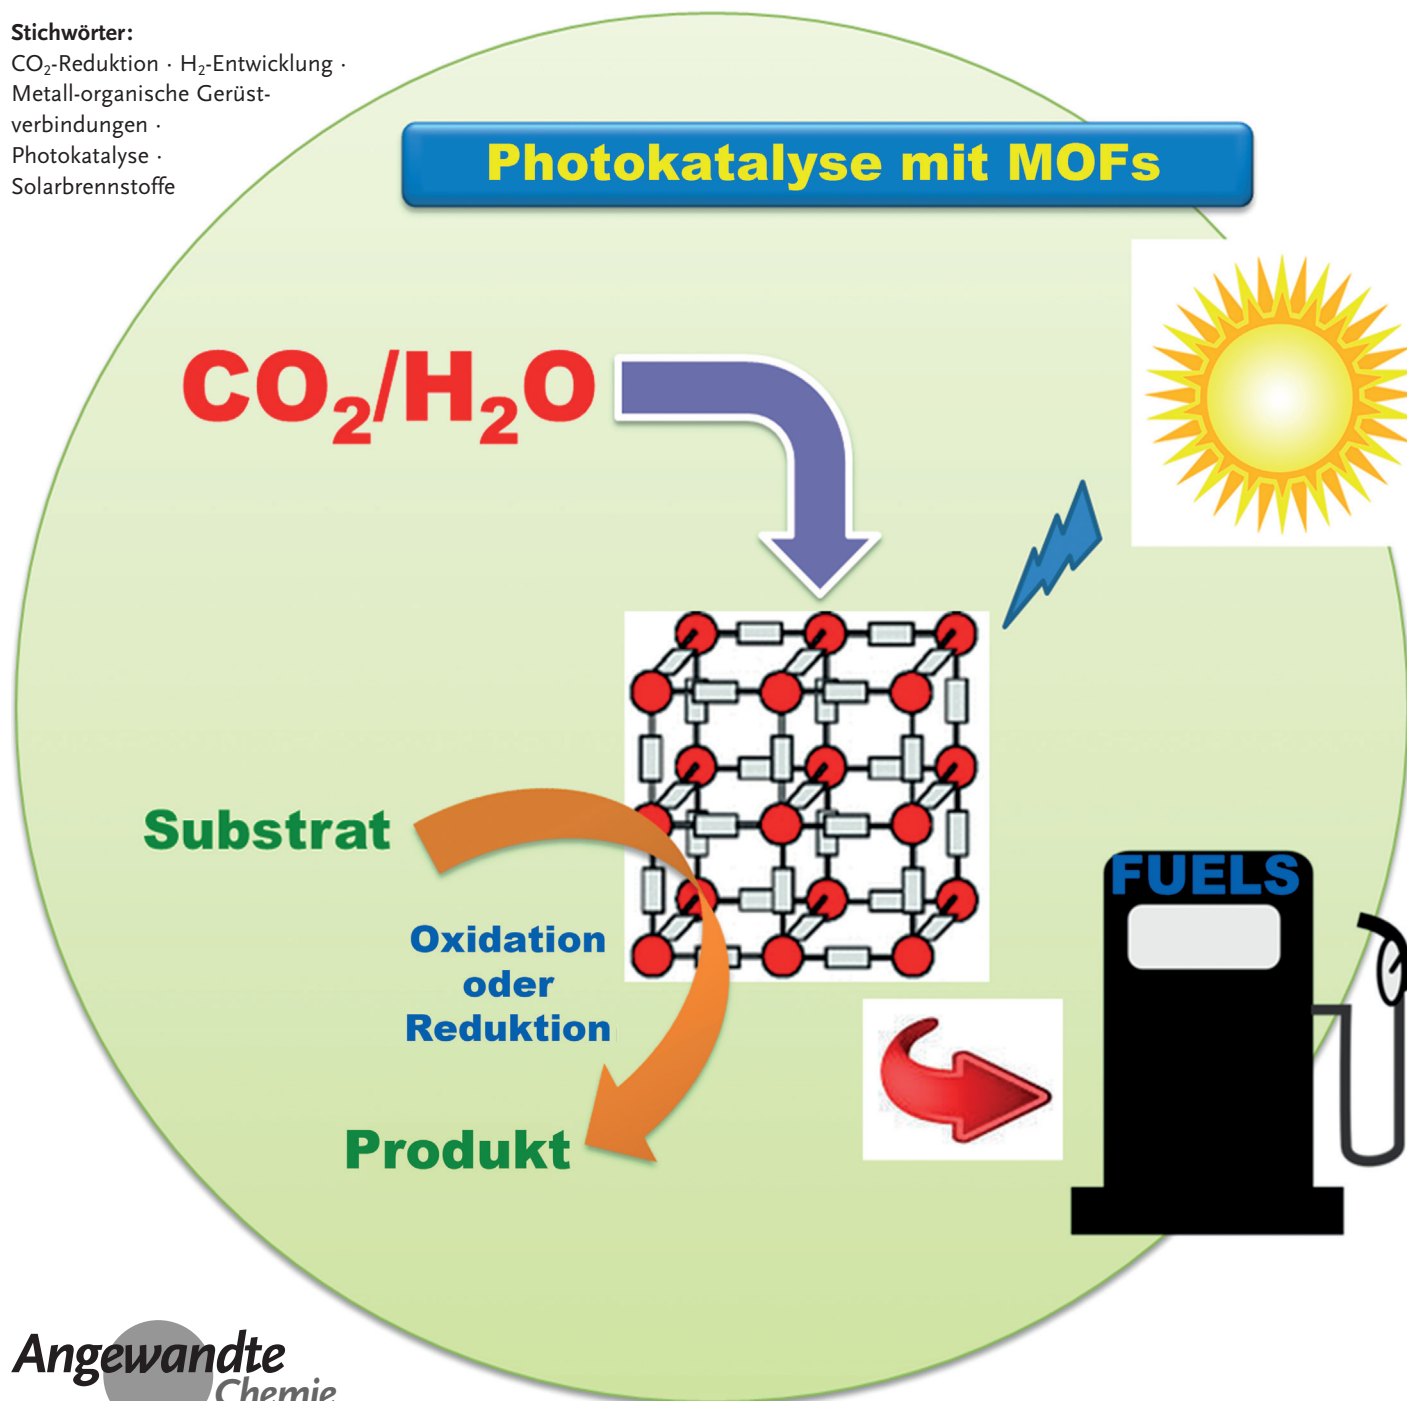 Stichwörter:
CO₂-Reduktion · H₂-Entwicklung ·
Metall-organische Gerüst-
verbindungen ·
Photokatalyse ·
Solarbrennstoffe
Photokatalyse mit MOFs
CO₂/H₂O
Substrat
Oxidation
oder
Reduktion
Produkt
FUELS
Angewandte
Chemie